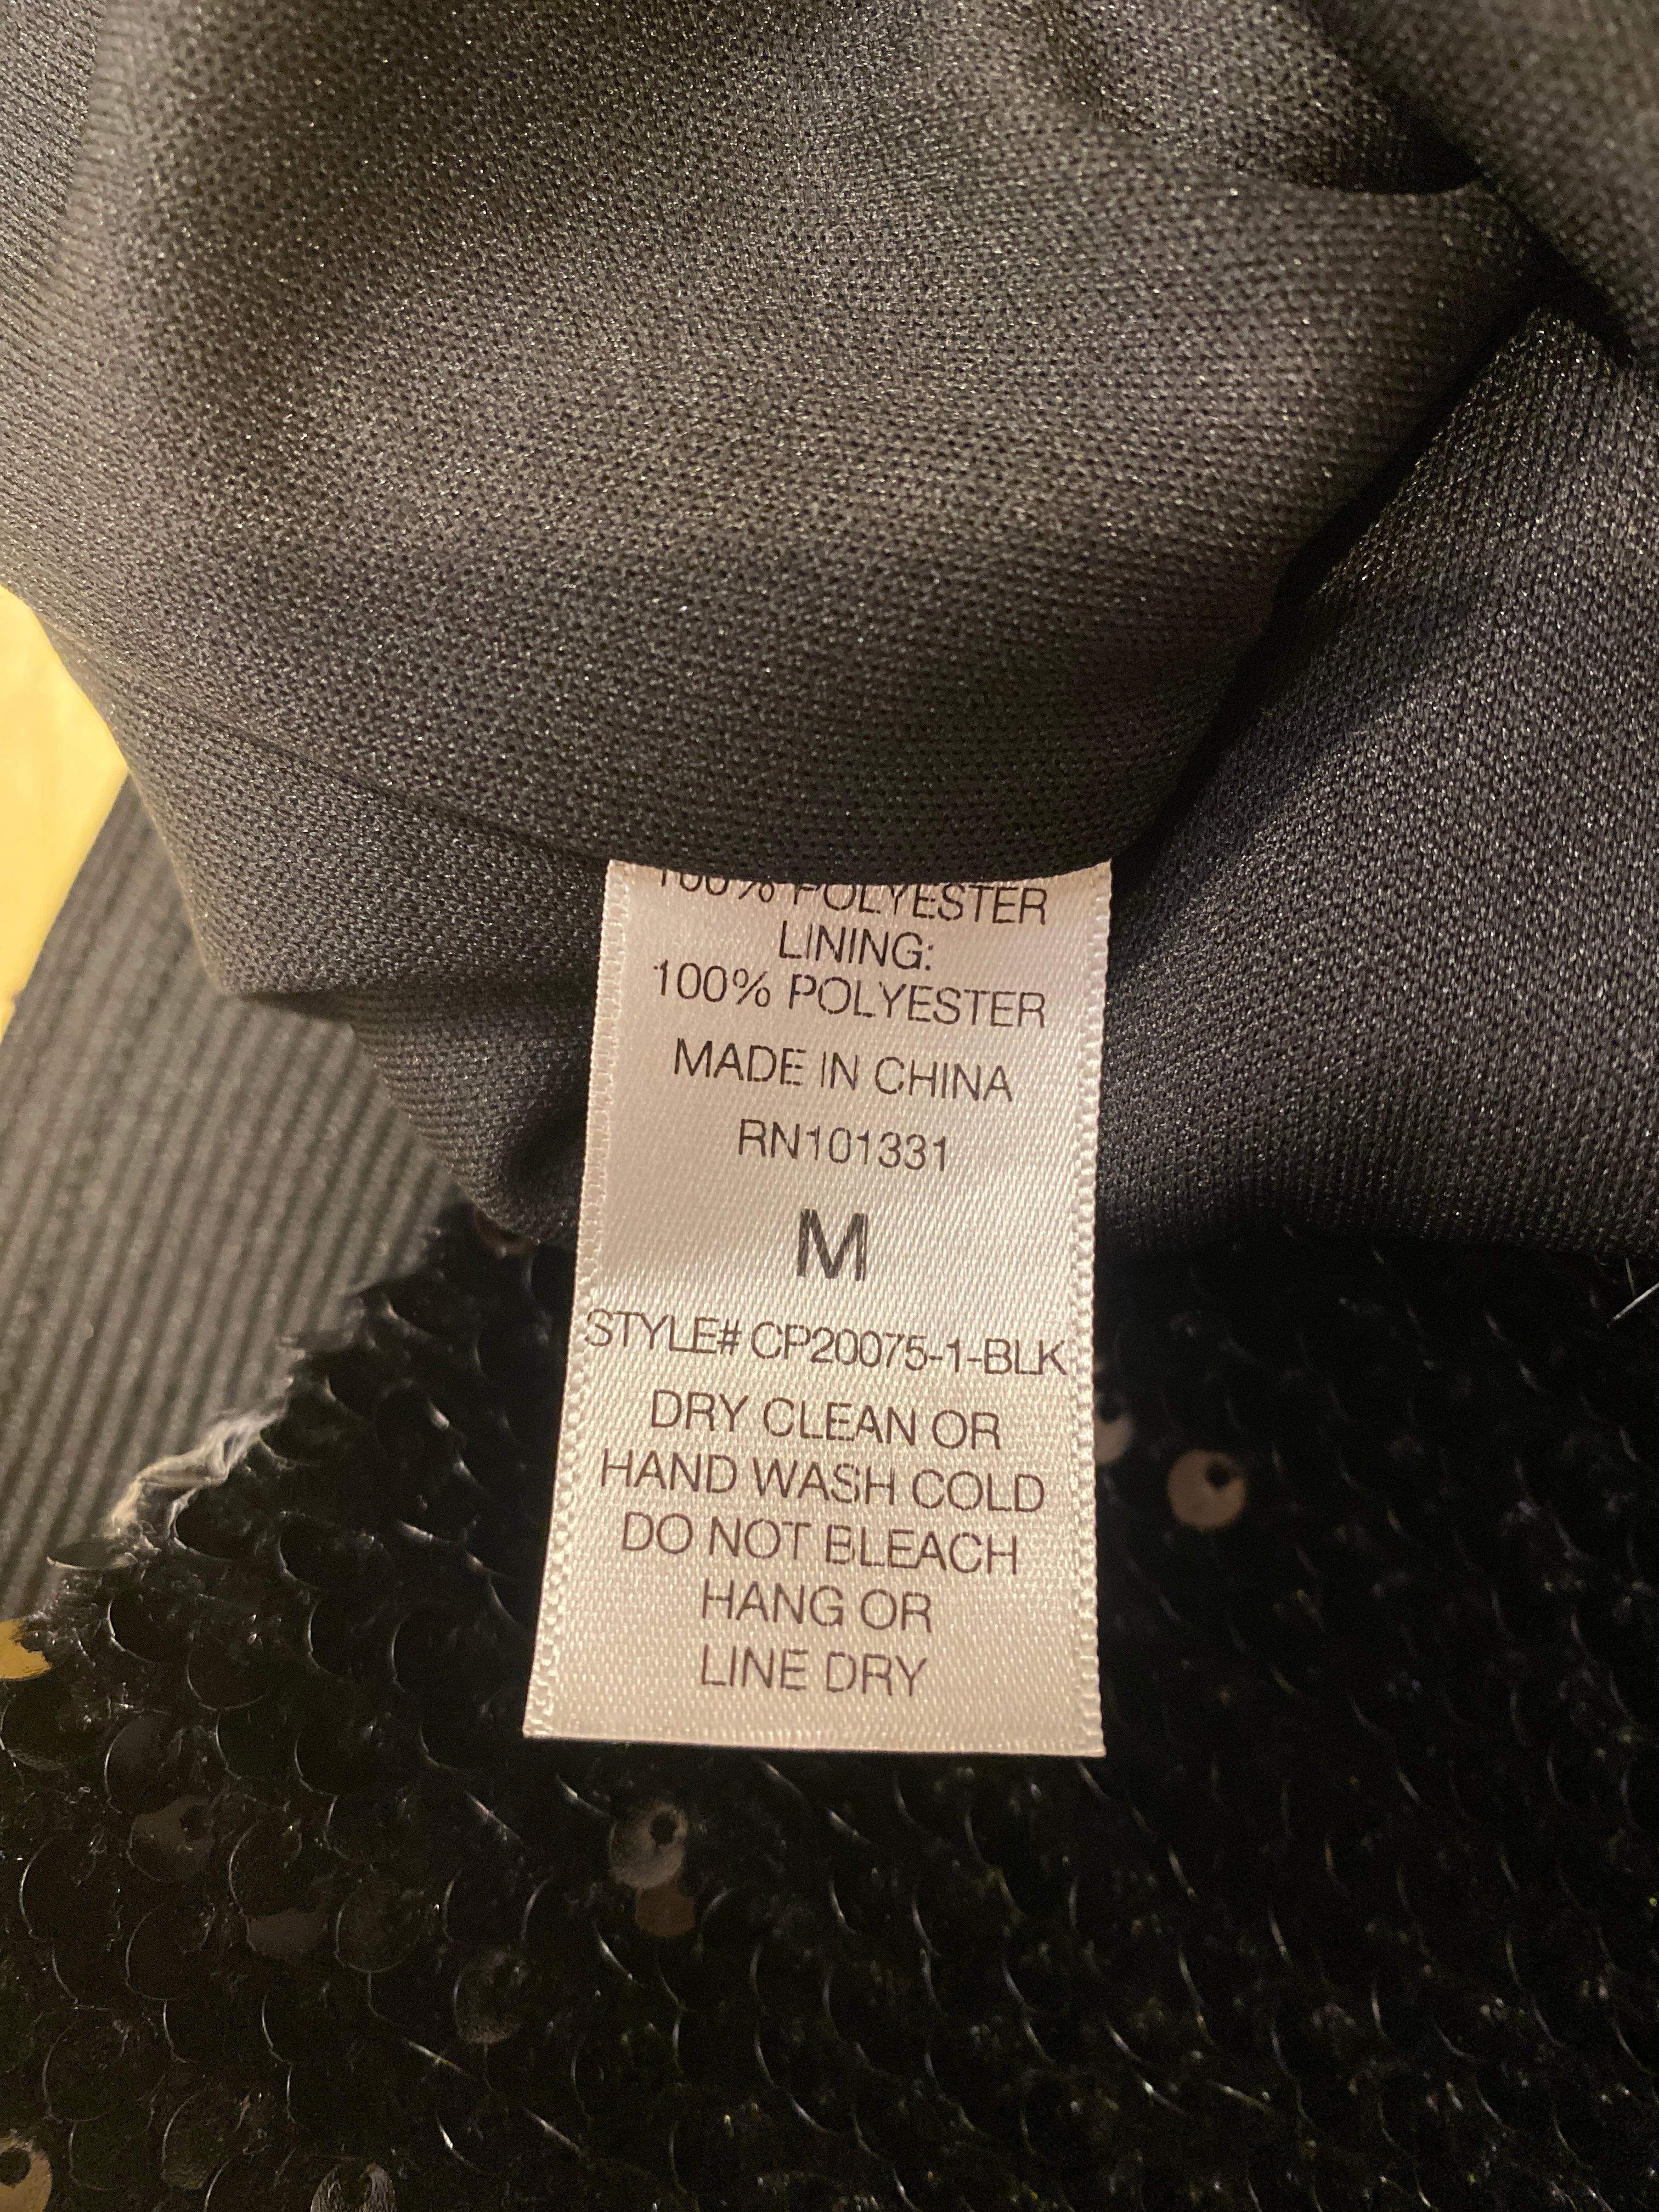 100% POLYESTER
LINING:
100% POLYESTER
MADE IN CHINA
RN101331
M
STYLE# CP20075-1-BLK
DRY CLEAN OR
HAND WASH COLD
DO NOT BLEACH
HANG OR
LINE DRY